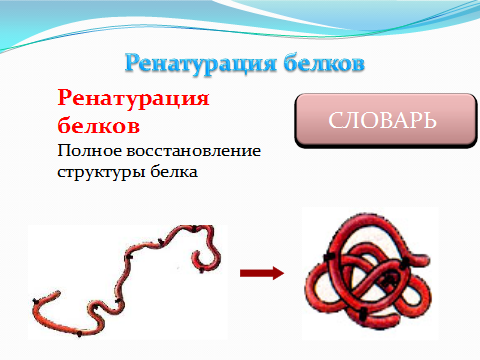 Ренатурация белков
Ренатурация
белков
Полное восстановление
структуры белка
СЛОВАРЬ